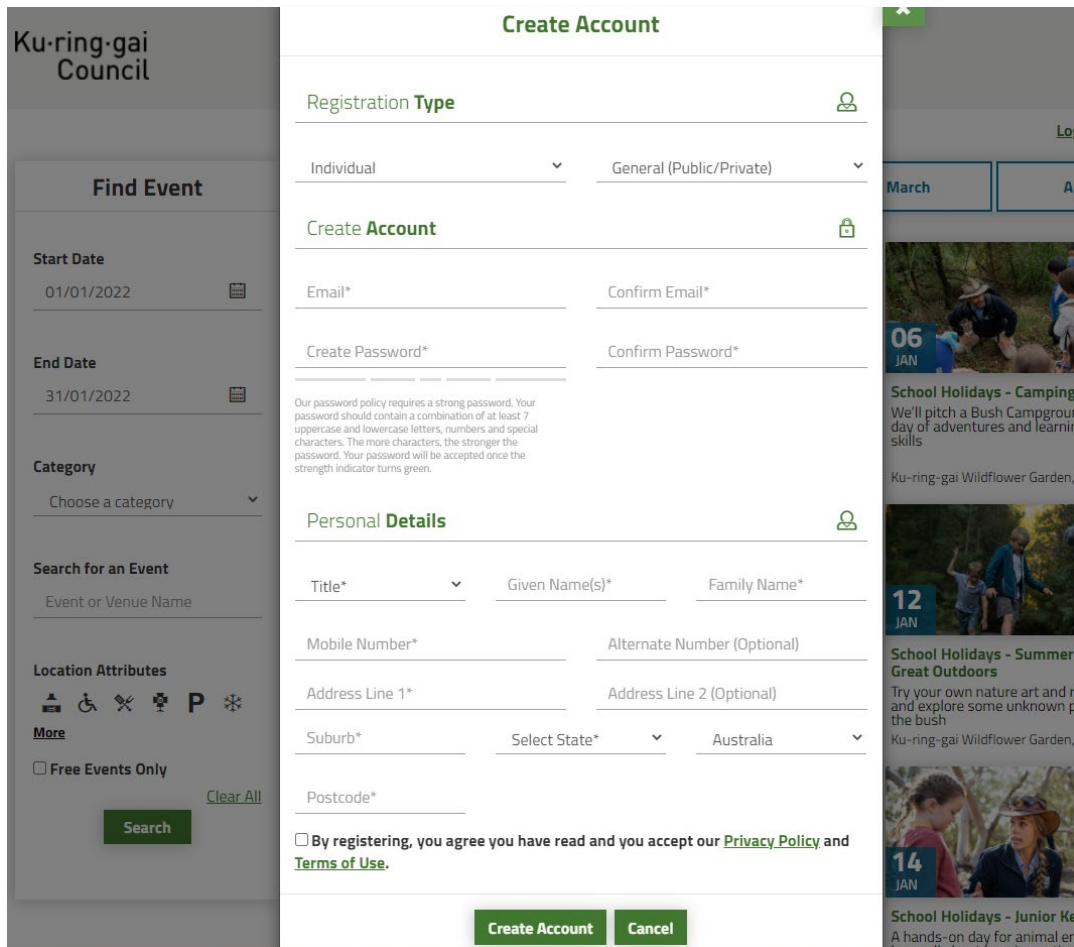 Ku·ring·gai
Council
Find Event
Start Date
01/01/2022
End Date
31/01/2022
Category
Choose a category
Search for an Event
Event or Venue Name
Location Attributes
P
More
Free Events Only
Clear All
Search
Create Account
Registration Type
Individual
General (Public/Private)
Create Account
Email*
Confirm Email*
Create Password*
Confirm Password*
Our password policy requires a strong password. Your
password should contain a combination of at least 7
uppercase and lowercase letters, numbers and special
characters. The more characters, the stronger the
password. Your password will be accepted once the
strength indicator turns green.
Personal Details
Title*
Given Name(s)*
Family Name*
Mobile Number*
Alternate Number (Optional)
Address Line 1*
Address Line 2 (Optional)
Suburb*
Select State*
Australia
Postcode*
By registering, you agree you have read and you accept our Privacy Policy and
Terms of Use.
Create Account
Cancel
March
06
JAN
School Holidays - Camping
We'll pitch a Bush
day of adventures and
skills
Ku-ring-gai Wildflower Garden,
12
JAN
School Holidays - Summer
Great Outdoors
Try your own nature art and
and explore some unknown
the bush
Ku-ring-gai Wildflower Garden,
14
JAN
School Holidays - Junior
A hands-on day for animal